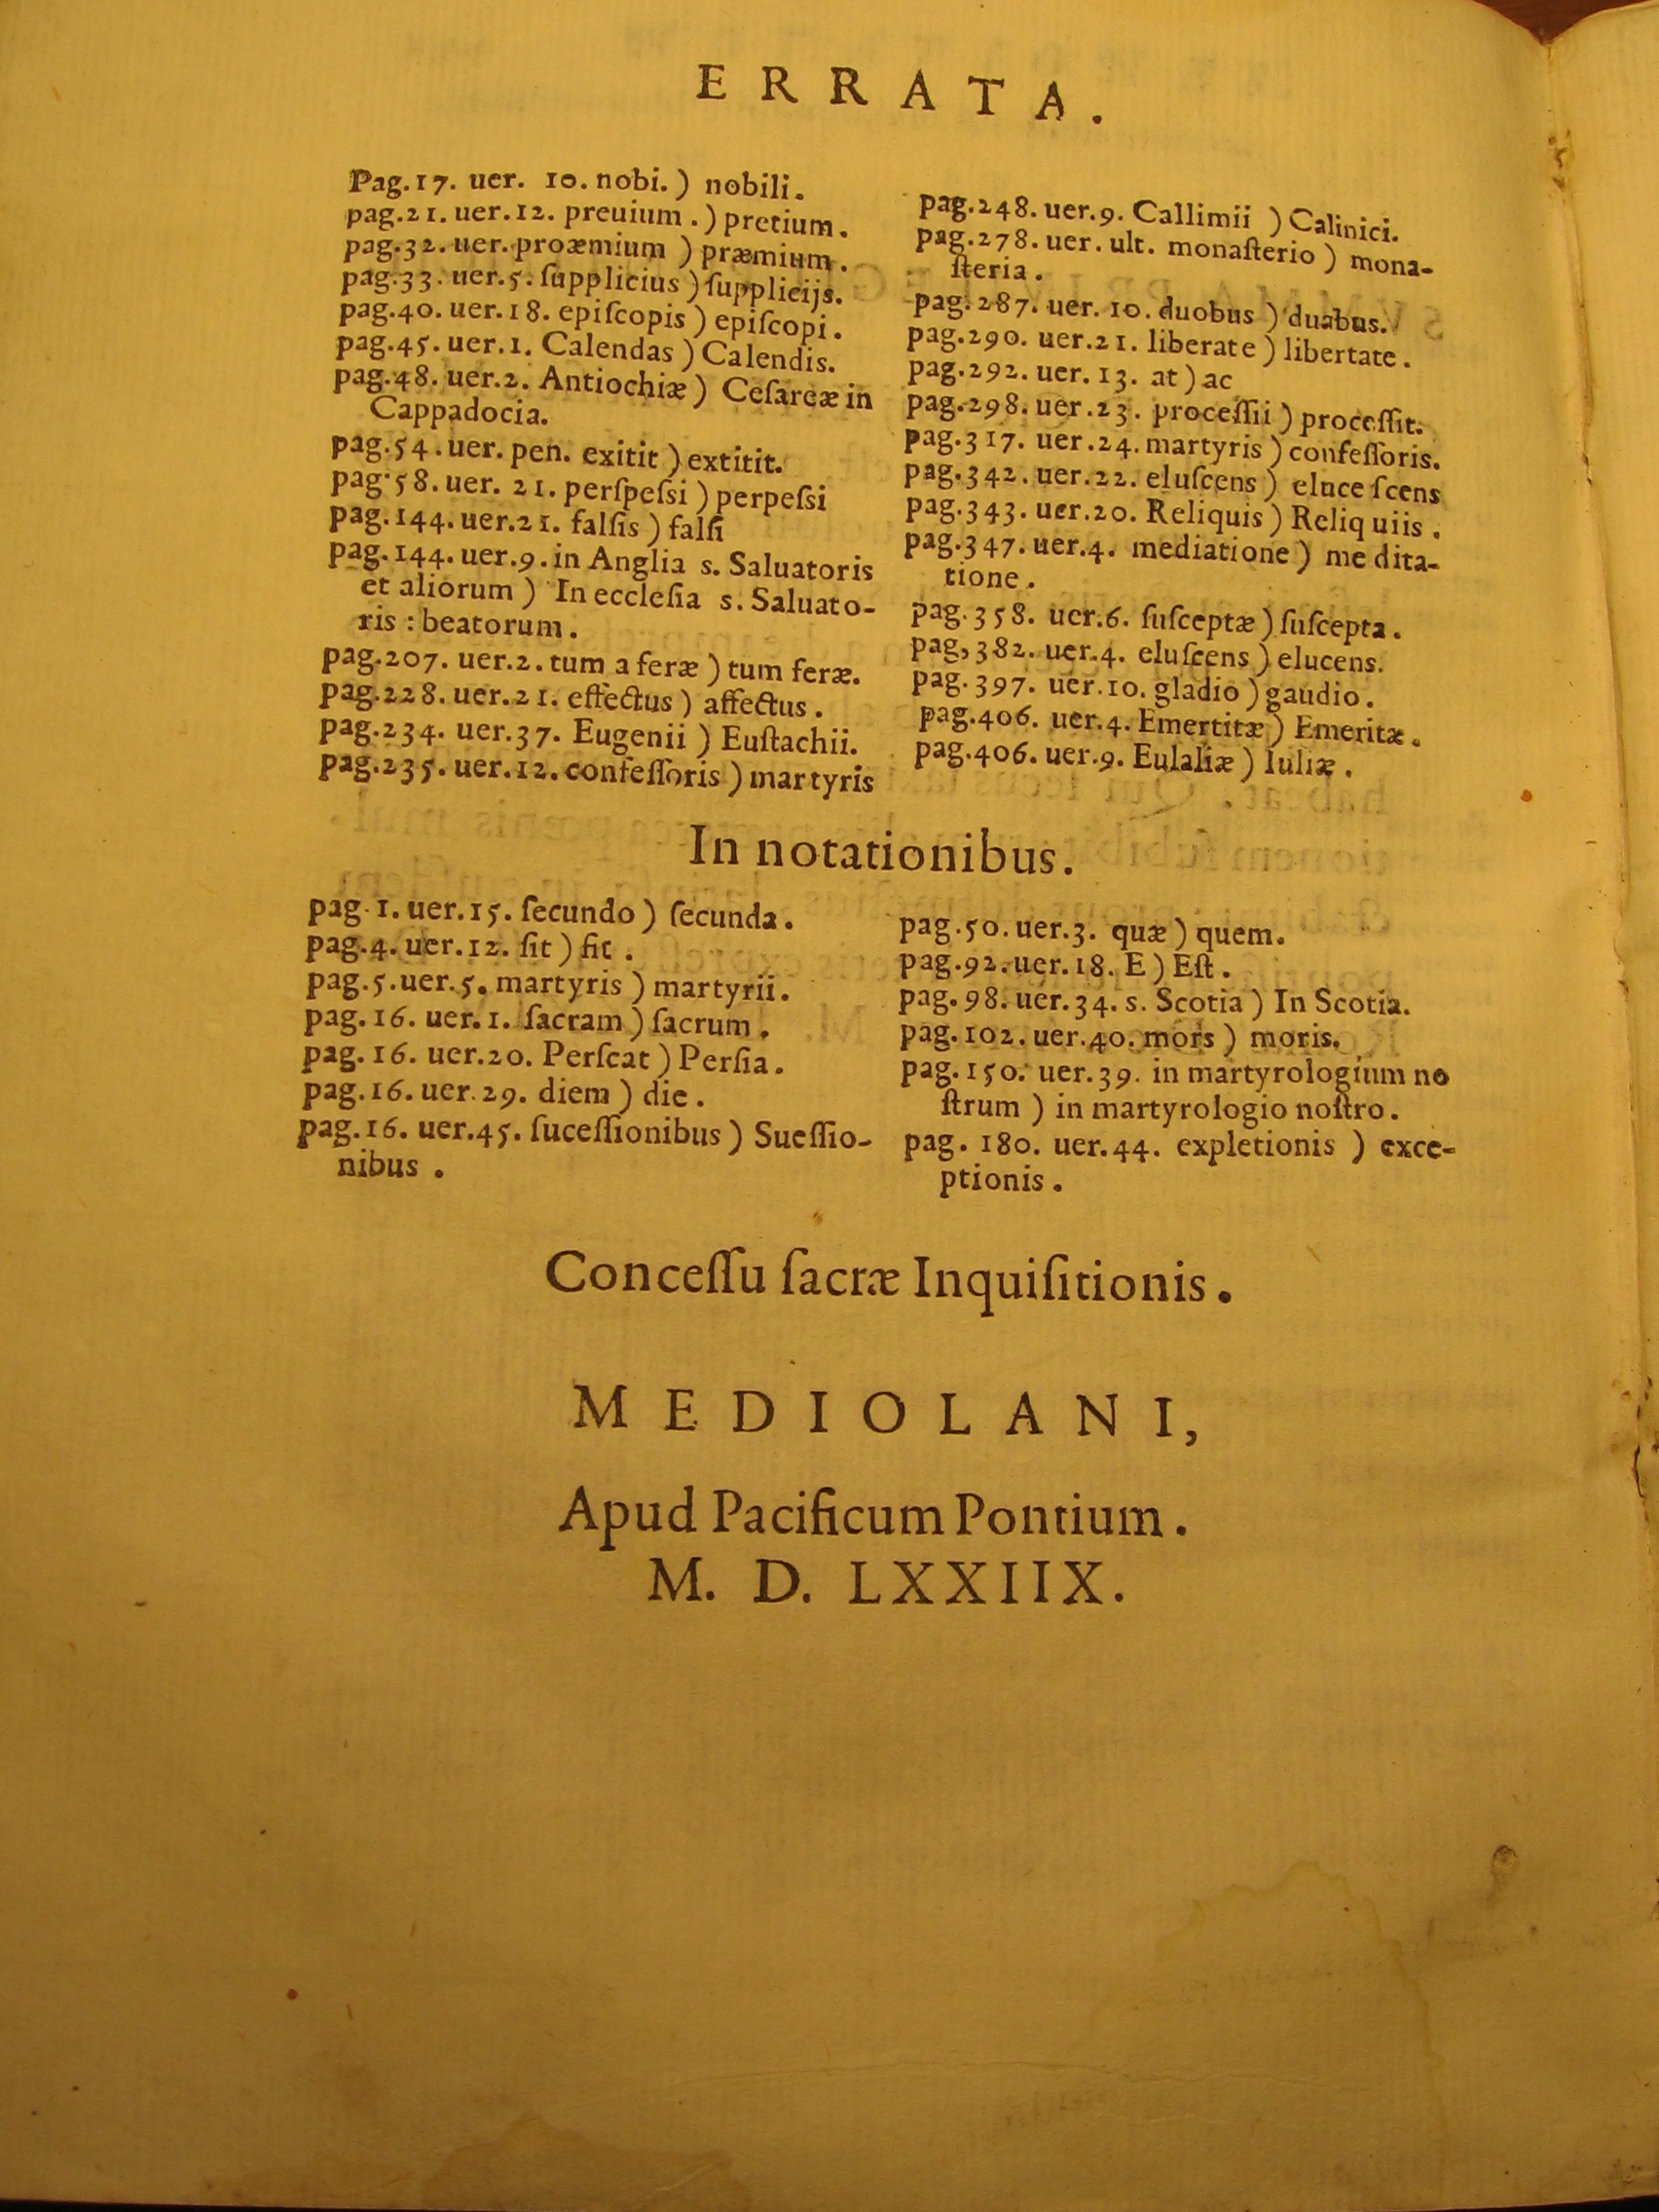 ERRATA.
Pag.17. uer. 10. nobi.) nobili.
pag.21. uer.12. preuium.) pretium.
pag.32. uer. proæmium ) præmium.
pag.33. uer.5. ſupplicius ) ſupplicijs.
pag.40. uer.18. epiſcopis ) epiſcopi.
pag.45. uer.1. Calendas ) Calendis.
pag.48. uer.2. Antiochiæ ) Ceſareæ in
Cappadocia.
pag.54. uer. pen. exitit ) extitit.
pag.58. uer. 21. perſpeſsi ) perpeſsi
pag.144. uer.21. falſis ) falſi
pag.144. uer.9. in Anglia s. Saluatoris
et aliorum ) In eccleſia s. Saluato-
ris : beatorum.
pag.207. uer.2. tum a feræ ) tum feræ.
pag.228. uer.21. effectus ) affectus.
pag.234. uer.37. Eugenii ) Euſtachii.
pag.235. uer.12. confeſſoris ) martyris
pag.248. uer.9. Callimii ) Calinici.
pag.278. uer. ult. monaſterio ) mona-
ſteria.
pag.287. uer. 10. duobus ) duabus.
pag.290. uer.21. liberate ) libertate.
pag.292. uer. 13. at ) ac
pag.298. uer.23. proceſſii ) proceſſit.
pag.317. uer.24. martyris ) confeſſoris.
pag.342. uer.22. eluſcens ) eluce ſcens
pag.343. uer.20. Reliquis ) Reliq uiis.
pag.347. uer.4. mediatione ) me dita-
tione.
pag.358. uer.6. ſuſceptæ ) ſuſcepta.
pag,382. uer.4. eluſcens ) elucens.
pag.397. uer.10. gladio ) gaudio.
pag.406. uer.4. Emertitæ ) Emeritæ.
pag.406. uer.9. Eulaliæ ) Iuliæ.
In notationibus.
pag.1. uer.15. ſecundo ) ſecunda.
pag.4. uer.12. ſit ) fit.
pag.5. uer.5. martyris ) martyrii.
pag.16. uer.1. ſacram ) ſacrum.
pag.16. uer.20. Perſcat ) Perſia.
pag.16. uer.29. diem ) die.
pag.16. uer.45. ſuceſſionibus ) Sueſſio-
nibus.
pag.50. uer.3. quæ ) quem.
pag.92. uer.18. E ) Eſt.
pag.98. uer.34. s. Scotia ) In Scotia.
pag.102. uer.40. mors ) moris.
pag.150. uer.39. in martyrologium no
ſtrum ) in martyrologio noſtro.
pag. 180. uer.44. expletionis ) exce-
ptionis.
Conceſſu ſacræ Inquiſitionis.
MEDIOLANI,
Apud Pacificum Pontium.
M. D. LXXIIX.